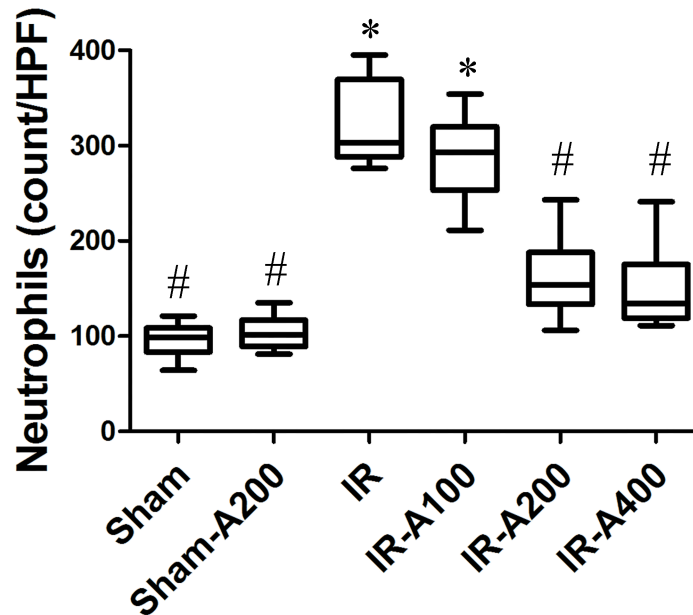 Neutrophils (count/HPF)
400
300
200
100
0
#
#
*
*
#
#
Sham
Sham-A200
IR
IR-A100
IR-A200
IR-A400